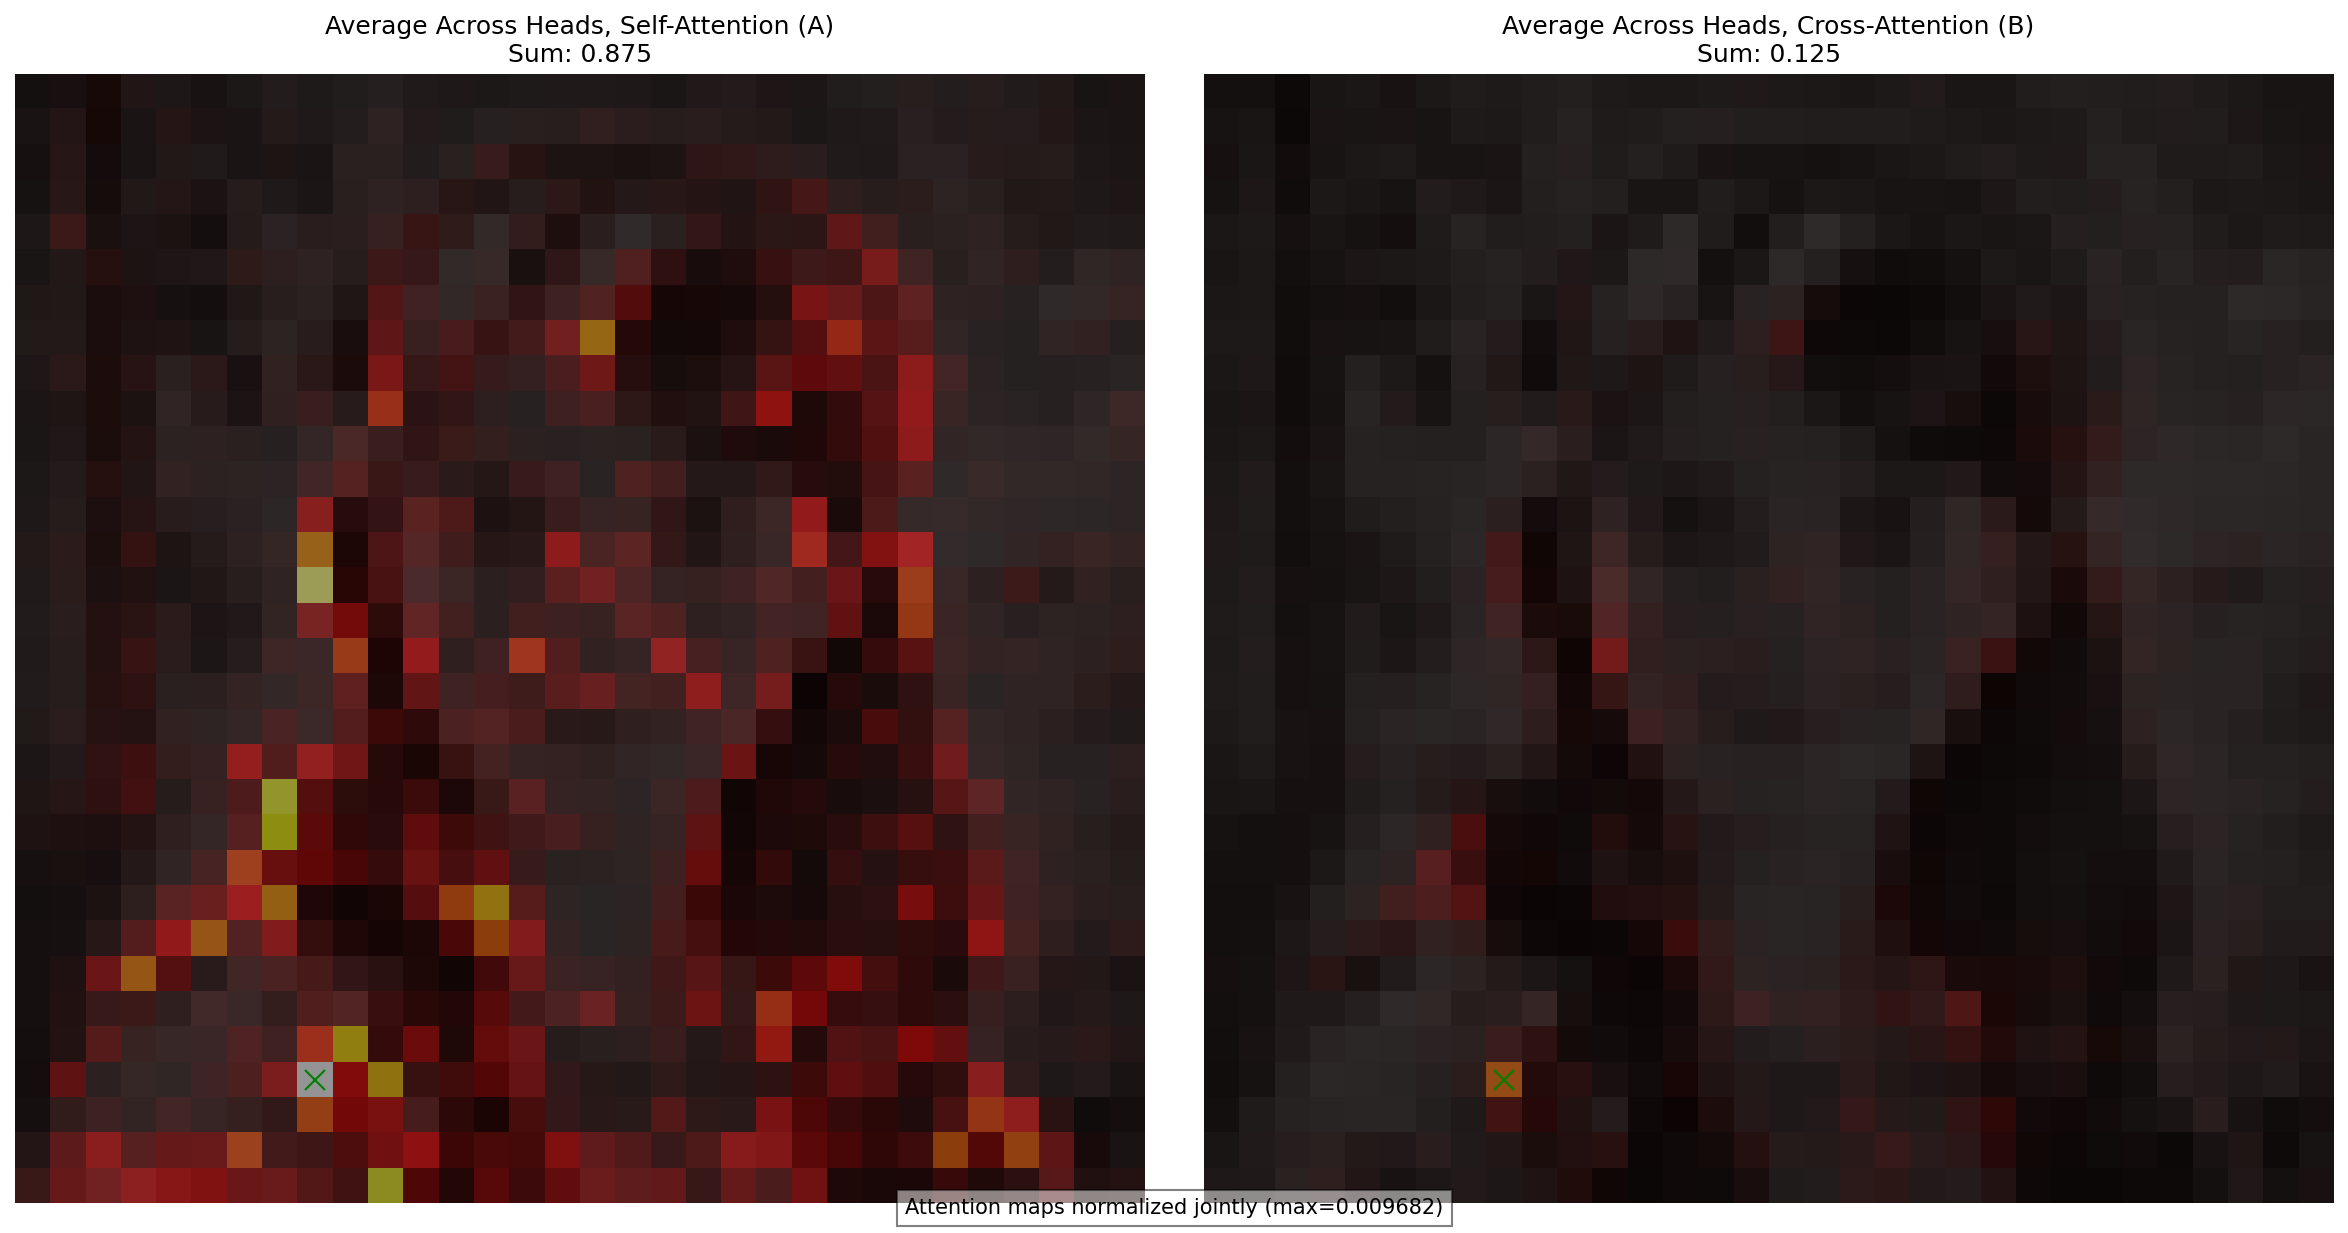 Average Across Heads, Self-Attention (A)
Sum: 0.875
Average Across Heads, Cross-Attention (B)
Sum: 0.125
Attention maps normalized jointly (max=0.009682)